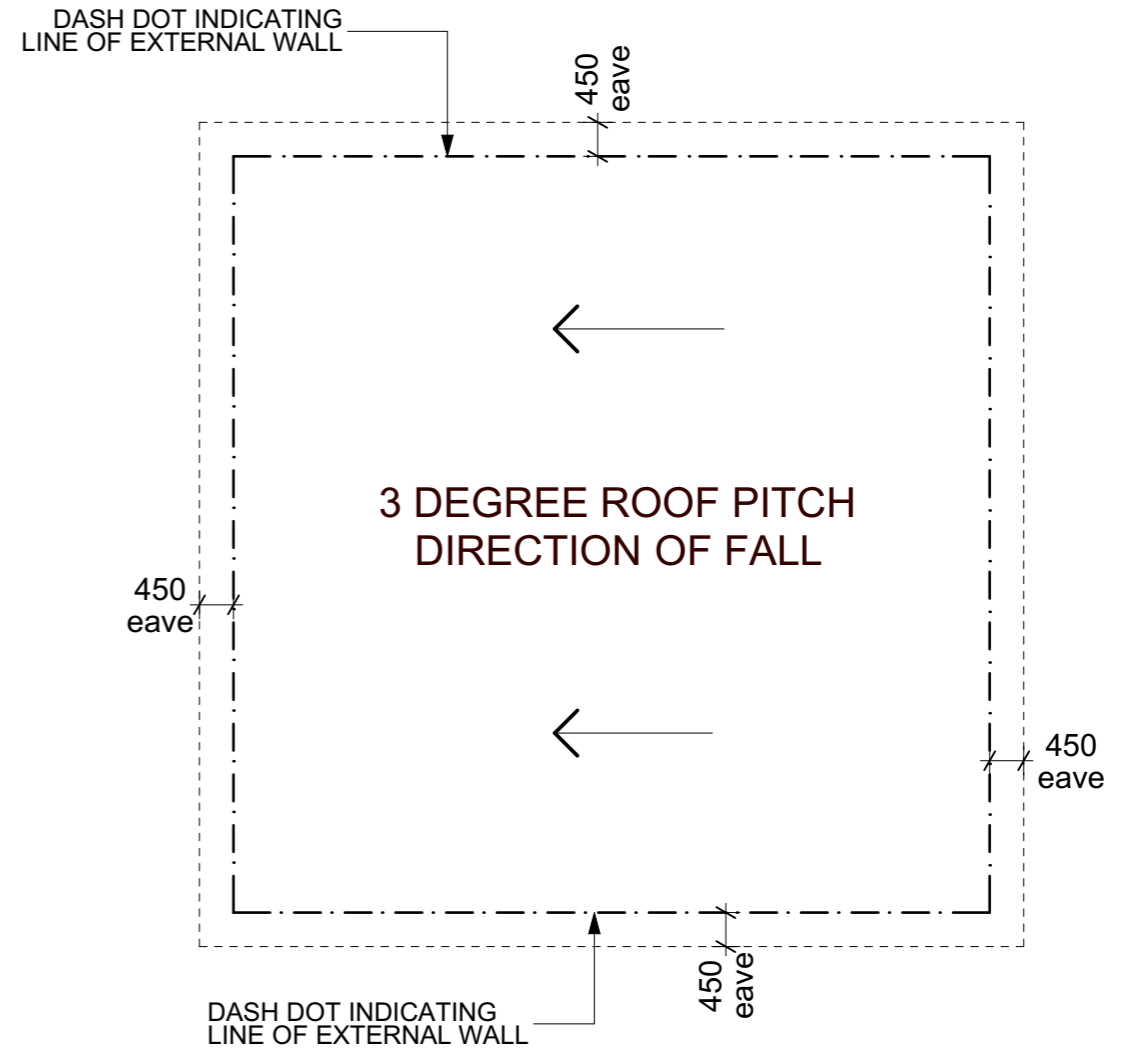 DASH DOT INDICATING
LINE OF EXTERNAL WALL
450
eave
3 DEGREE ROOF PITCH
DIRECTION OF FALL
450
eave
450
eave
450
eave
DASH DOT INDICATING
LINE OF EXTERNAL WALL